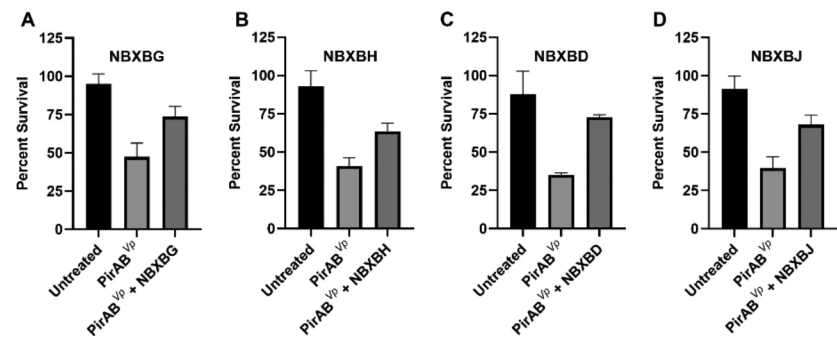 A
NBXBG
Percent Survival
125
100
75
50
25
0
Untreated
PirAB^Vp
PirAB^Vp + NBXBG
B
NBXBH
Percent Survival
125
100
75
50
25
0
Untreated
PirAB^Vp
PirAB^Vp + NBXBH
C
NBXBD
Percent Survival
125
100
75
50
25
0
Untreated
PirAB^Vp
PirAB^Vp + NBXBD
D
NBXBJ
Percent Survival
125
100
75
50
25
0
Untreated
PirAB^Vp
PirAB^Vp + NBXBJ